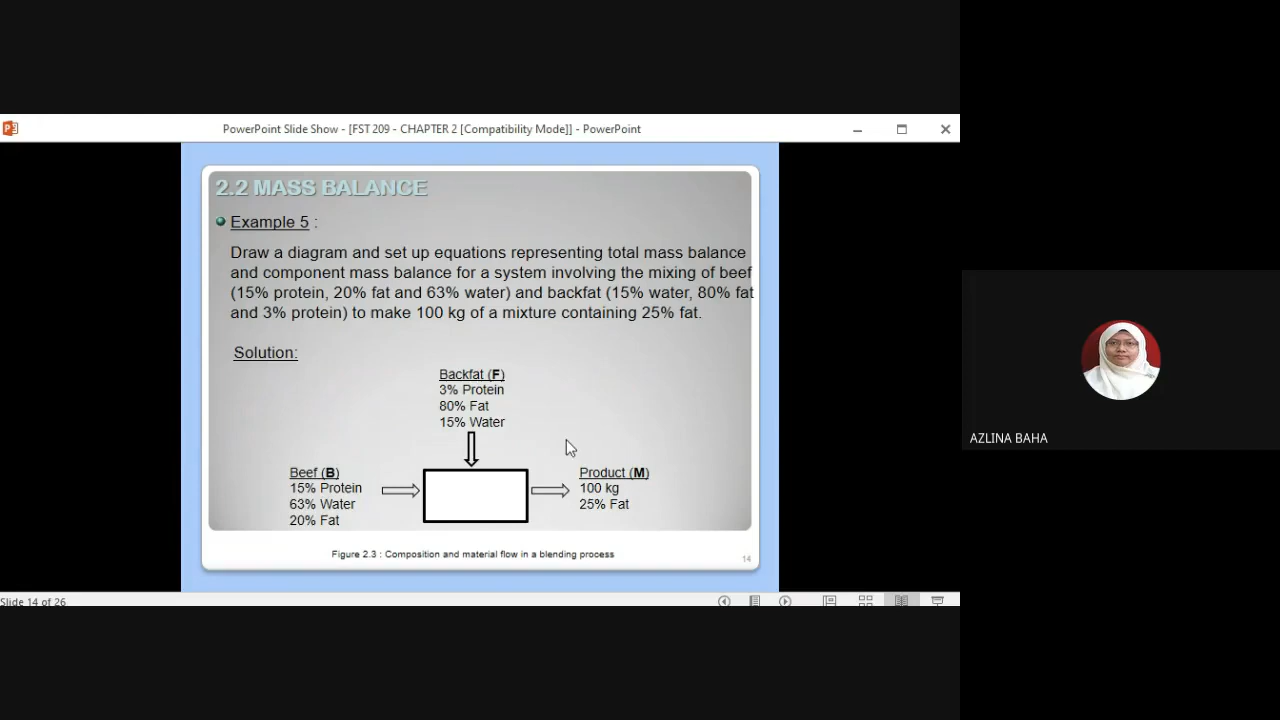 PowerPoint Slide Show - [FST 209 - CHAPTER 2 [Compatibility Mode]] - PowerPoint
2.2 MASS BALANCE
Example 5 :
Draw a diagram and set up equations representing total mass balance
and component mass balance for a system involving the mixing of beef
(15% protein, 20% fat and 63% water) and backfat (15% water, 80% fat
and 3% protein) to make 100 kg of a mixture containing 25% fat.
Solution:
Backfat (F)
3% Protein
80% Fat
15% Water
Beef (B)
15% Protein
63% Water
20% Fat
Product (M)
100 kg
25% Fat
Figure 2.3 : Composition and material flow in a blending process
14
Slide 14 of 26
AZLINA BAHA